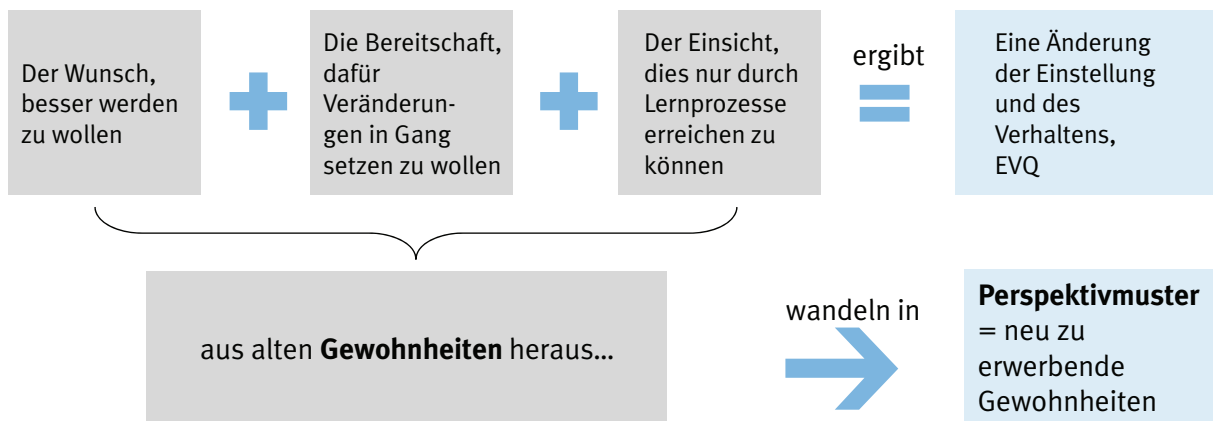 Der Wunsch,
besser werden
zu wollen
Die Bereitschaft,
dafür
Veränderun-
gen in Gang
setzen zu wollen
Der Einsicht,
dies nur durch
Lernprozesse
erreichen zu
können
ergibt
Eine Änderung
der Einstellung
und des
Verhaltens,
EVQ
aus alten Gewohnheiten heraus...
wandeln in
Perspektivmuster
= neu zu
erwerbende
Gewohnheiten